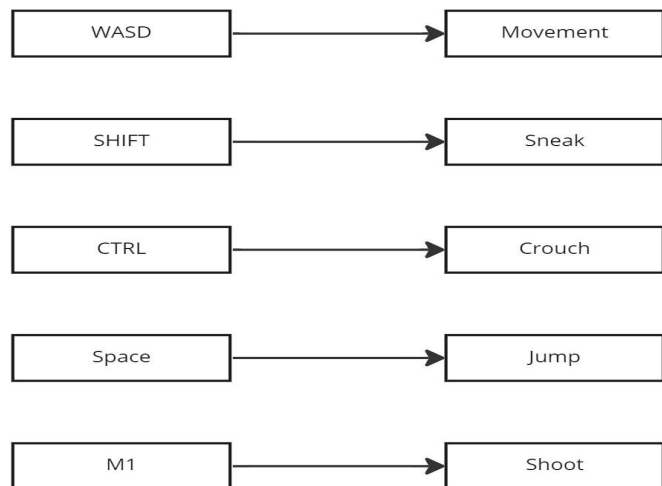 WASD Movement
SHIFT Sneak
CTRL Crouch
Space Jump
M1 Shoot